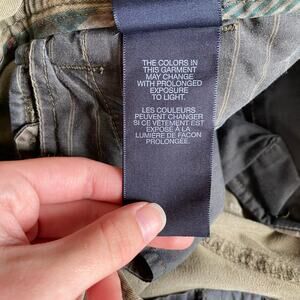 THE COLORS IN
THIS GARMENT
MAY CHANGE
WITH PROLONGED
EXPOSURE
TO LIGHT.
LES COULEURS
PEUVENT CHANGER
SI CE VÊTEMENT EST
EXPOSÉ À LA
LUMIÈRE DE FACON
PROLONGÉE.